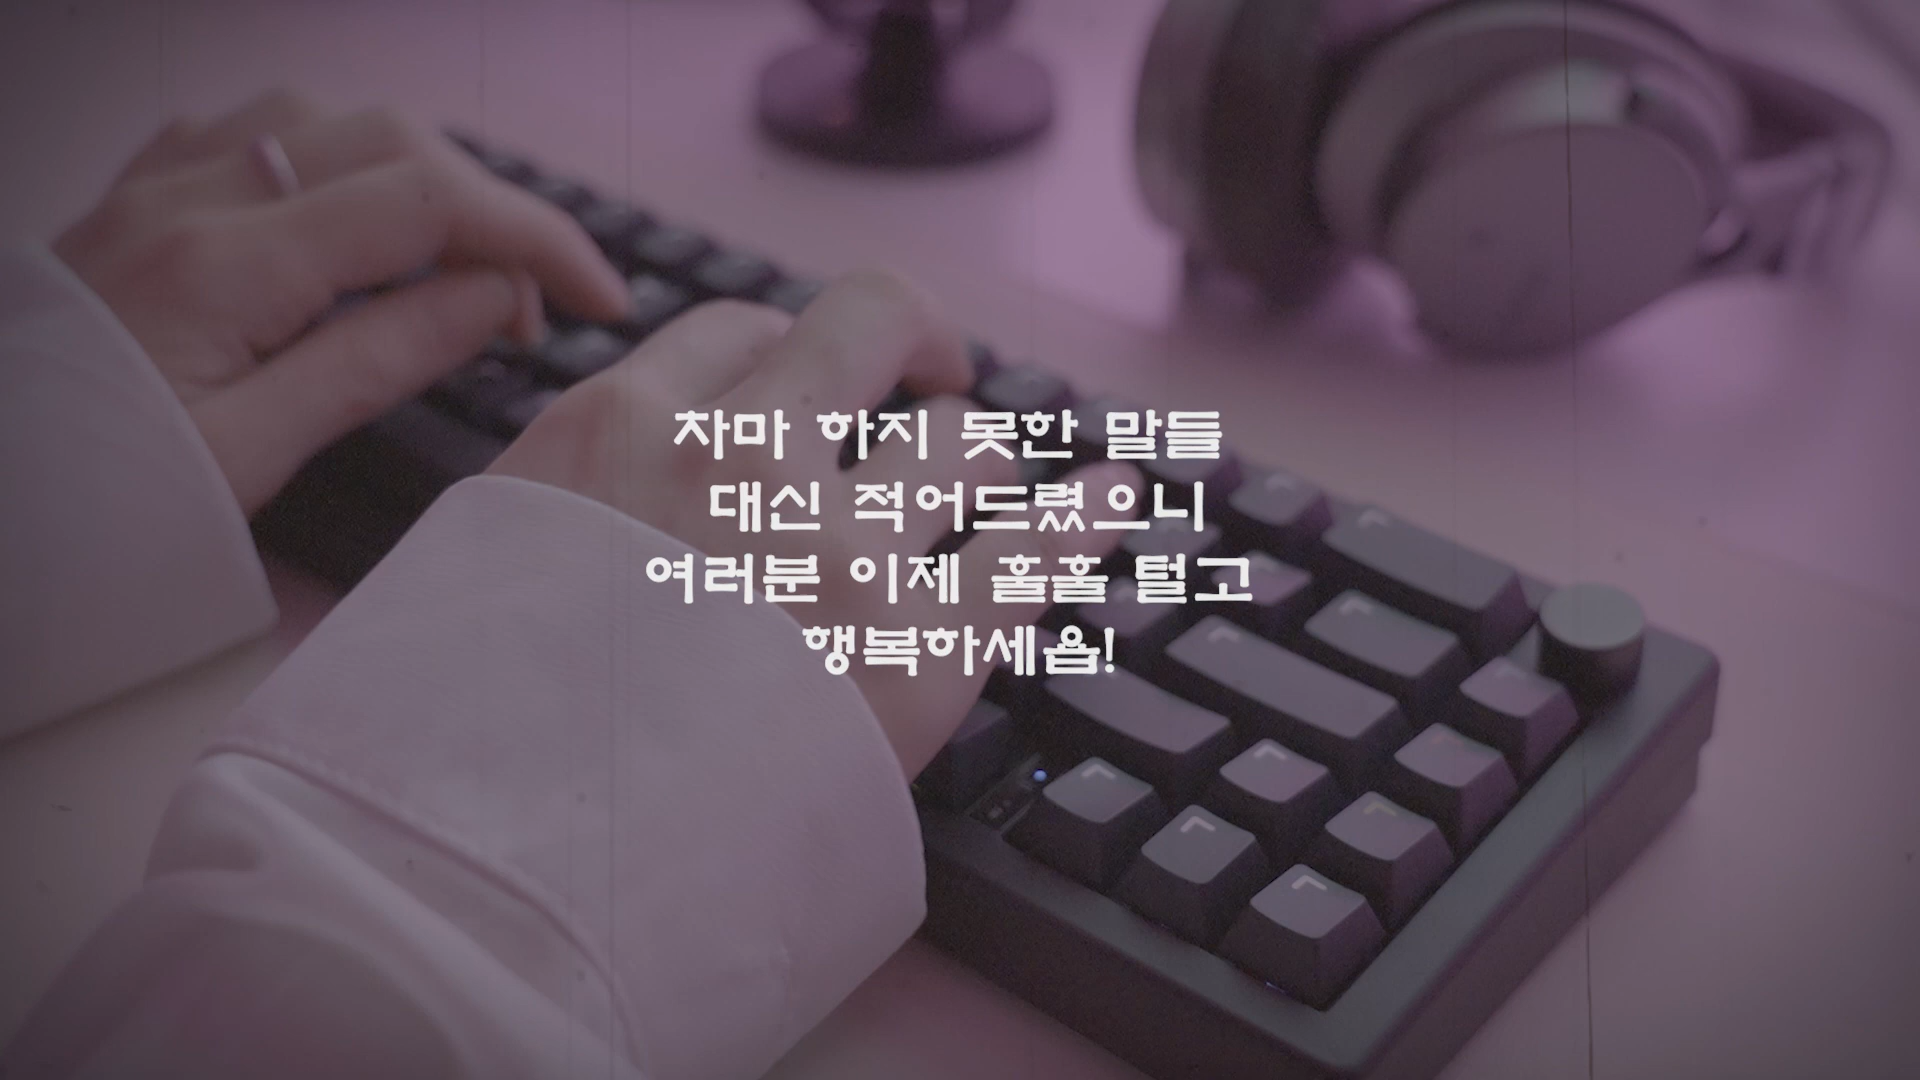 차마 하지 못한 말들
대신 적어드렸으니
여러분 이제 훌훌 털고
행복하세욥!